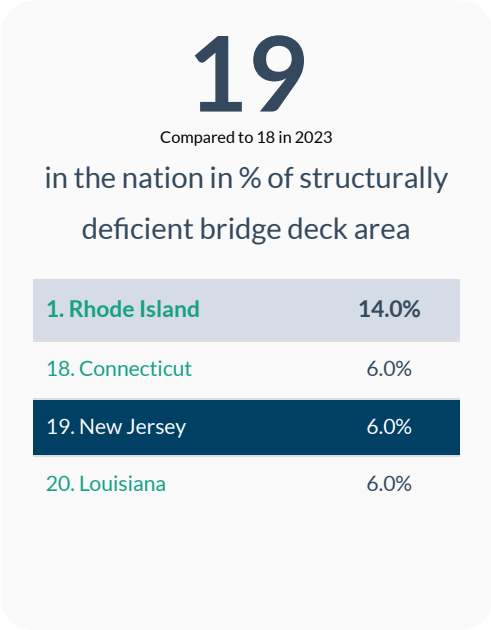 19
Compared to 18 in 2023
in the nation in % of structurally
deficient bridge deck area
1. Rhode Island 14.0%
18. Connecticut 6.0%
19. New Jersey 6.0%
20. Louisiana 6.0%